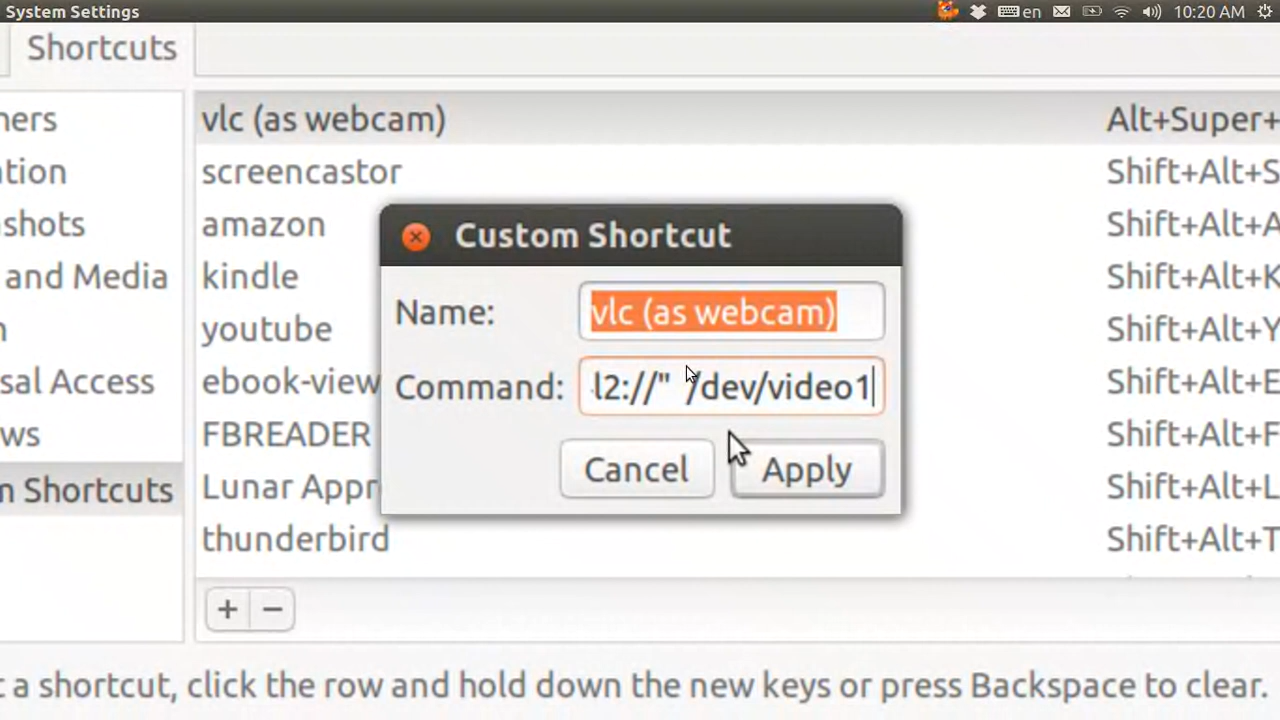 System Settings
en
10:20 AM
Shortcuts
ners
vlc (as webcam)
Alt+Super+
ation
screencastor
Shift+Alt+S
shots
amazon
Shift+Alt+A
and Media
kindle
Shift+Alt+K
youtube
Shift+Alt+Y
sal Access
ebook-view
Shift+Alt+E
ws
FBREADER
Shift+Alt+F
m Shortcuts
Lunar Appr
Shift+Alt+L
thunderbird
Shift+Alt+T
Custom Shortcut
Name:
vlc (as webcam)
Command:
l2://" /dev/video1
Cancel
Apply
+
−
t a shortcut, click the row and hold down the new keys or press Backspace to clear.